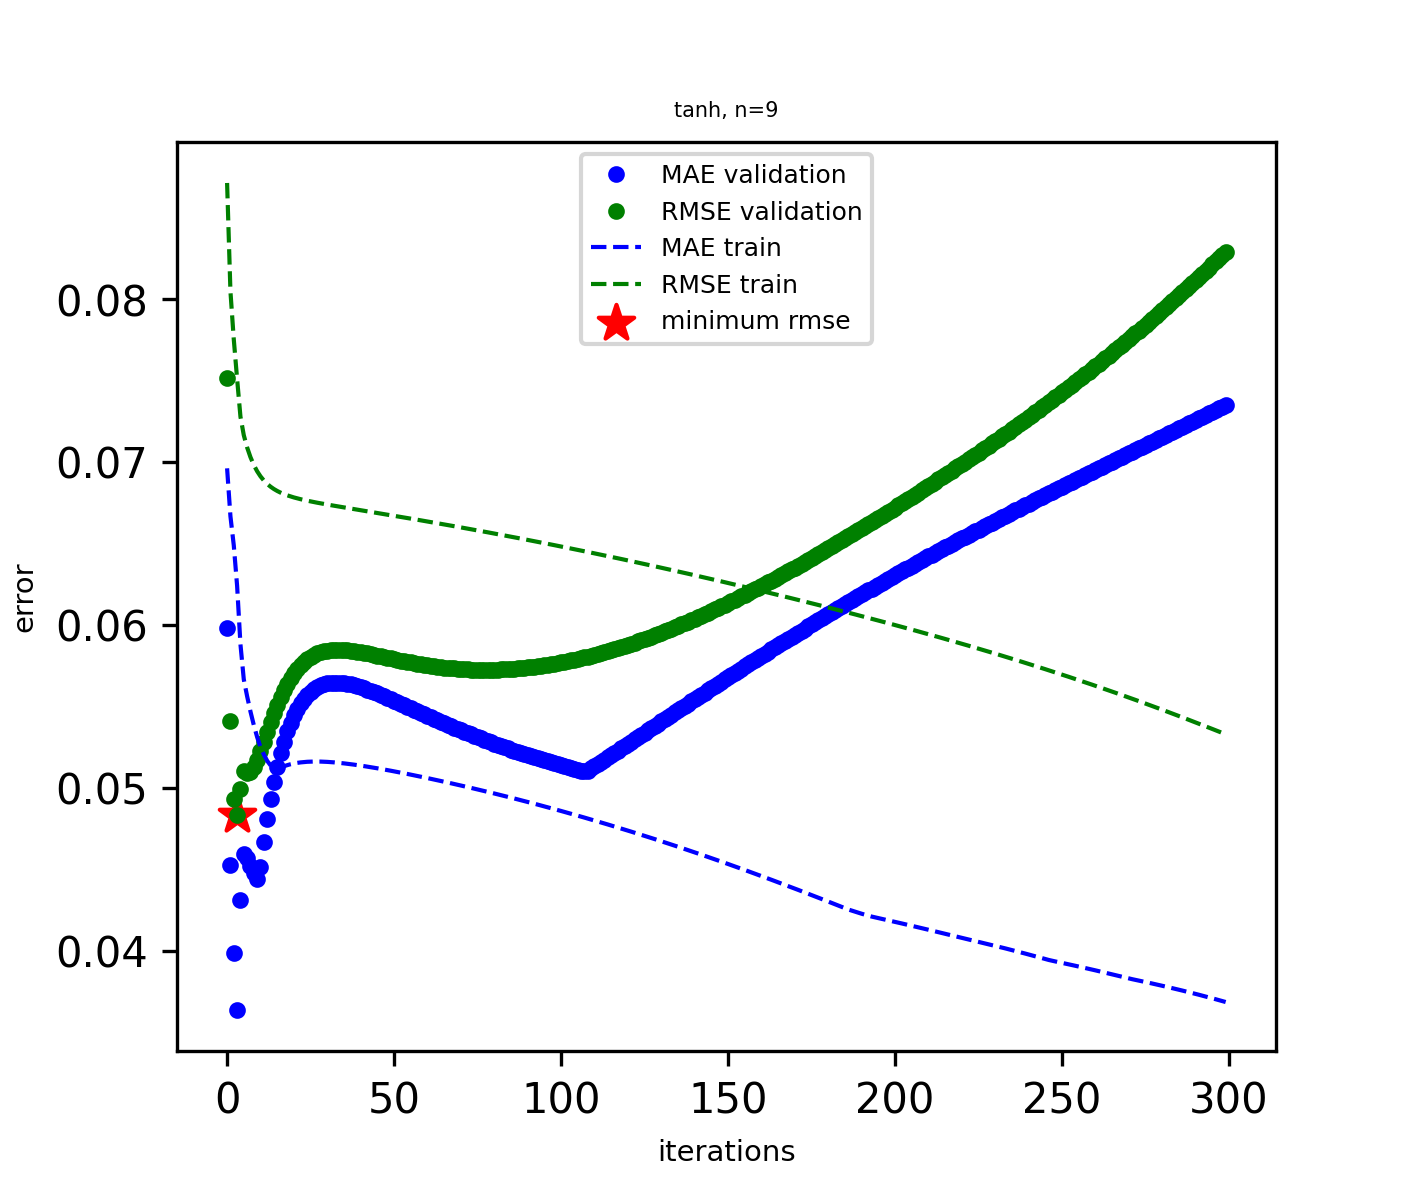 tanh, n=9
MAE validation
RMSE validation
MAE train
RMSE train
minimum rmse
error
0.08
0.07
0.06
0.05
0.04
0 50 100 150 200 250 300
iterations